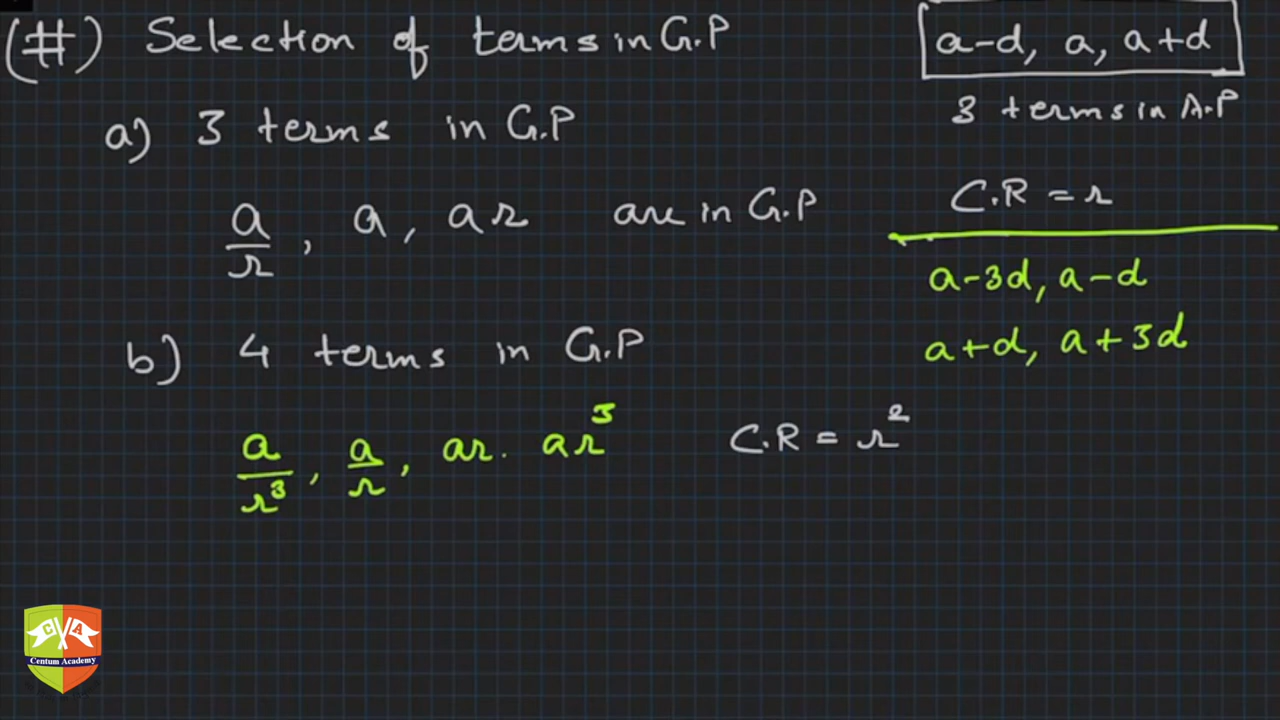 (#) Selection of terms in G.P
a-d, a, a+d
3 terms in A.P
a) 3 terms in G.P
a/r, a, ar are in G.P
C.R = r
a-3d, a-d
a+d, a+3d
b) 4 terms in G.P
a/r³, a/r, ar. ar³
C.R = r²
C A
Centum Academy